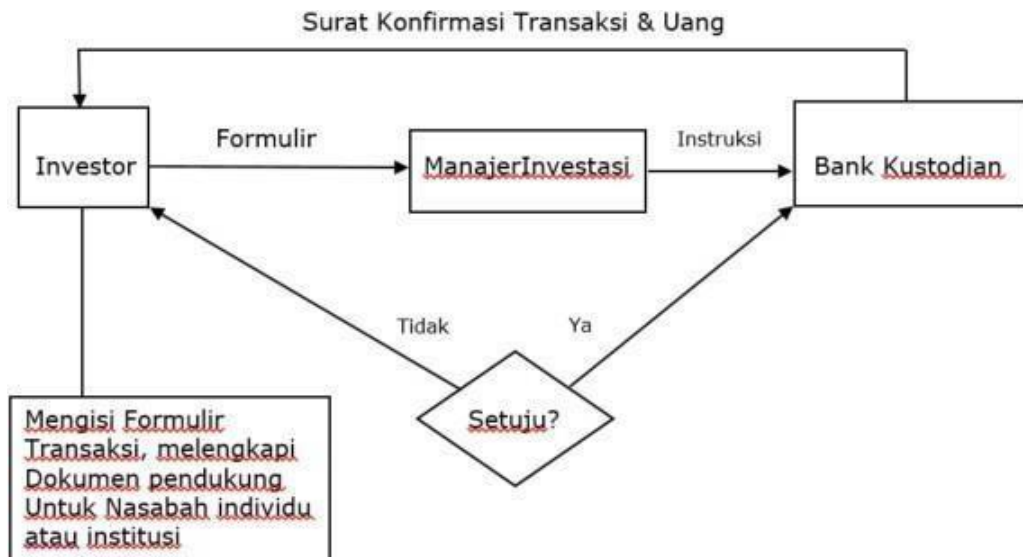 Surat Konfirmasi Transaksi & Uang
Investor
Formulir
ManajerInvestasi
Instruksi
Bank Kustodian
Tidak
Ya
Setuju?
Mengisi Formulir
Transaksi, melengkapi
Dokumen pendukung
Untuk Nasabah individu
atau institusi